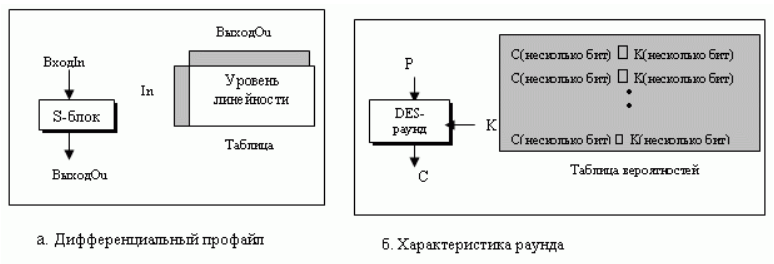 ВыходOu
ВходIn
In
Уровень
линейности
S-блок
Таблица
ВыходOu
а. Дифференциальный профайл
P
DES-
раунд
K
C
C(несколько бит) □ K(несколько бит)
C(несколько бит) □ K(несколько бит)
C(несколько бит) □ K(несколько бит)
Таблица вероятностей
б. Характеристика раунда